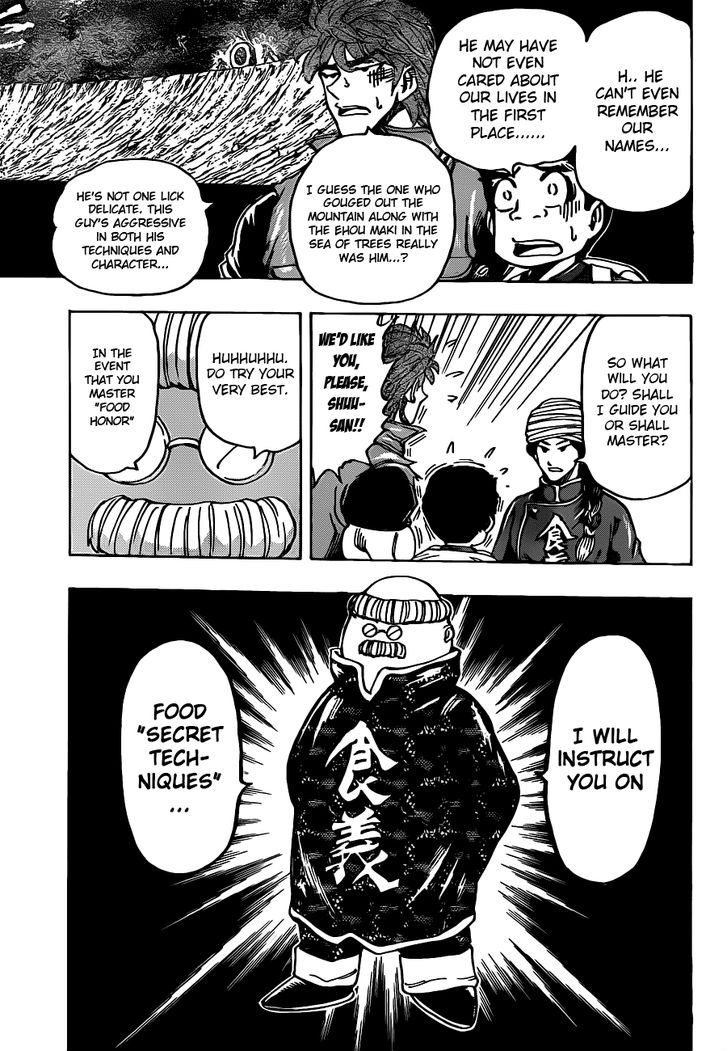 H.. HE
CAN'T EVEN
REMEMBER
OUR
NAMES...
HE MAY HAVE
NOT EVEN
CARED ABOUT
OUR LIVES IN
THE FIRST
PLACE......
I GUESS THE ONE WHO
GOUGED OUT THE
MOUNTAIN ALONG WITH
THE EHOU MAKI IN THE
SEA OF TREES REALLY
WAS HIM...?
HE'S NOT ONE LICK
DELICATE. THIS
GUY'S AGGRESSIVE
IN BOTH HIS
TECHNIQUES AND
CHARACTER...
SO WHAT
WILL YOU
DO? SHALL
I GUIDE YOU
OR SHALL
MASTER?
食
義
WE'D LIKE
YOU,
PLEASE,
SHUU-
SAN!!
HUHHUHHU.
DO TRY YOUR
VERY BEST.
IN THE
EVENT
THAT YOU
MASTER
"FOOD
HONOR"
I WILL
INSTRUCT
YOU ON
食
義
FOOD
"SECRET
TECH-
NIQUES"
...